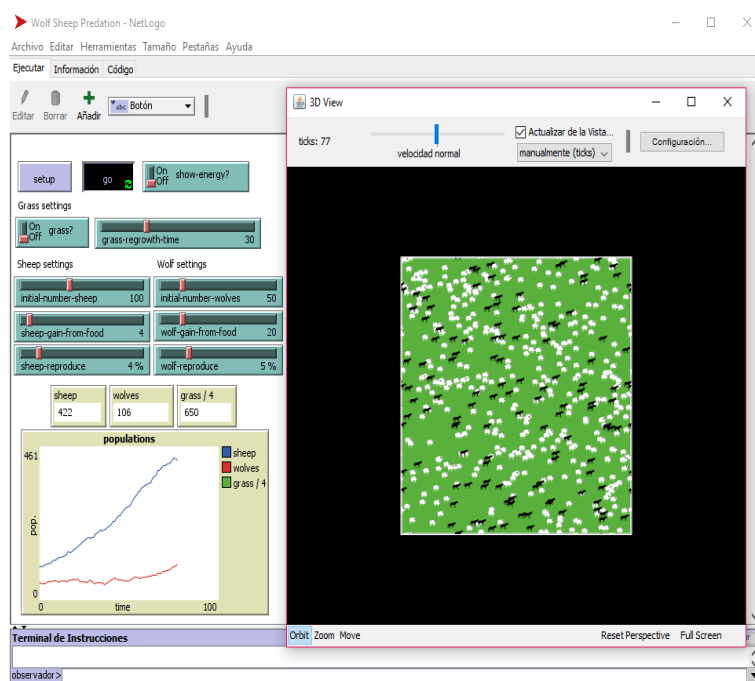 Wolf Sheep Predation - NetLogo
Archivo Editar Herramientas Tamaño Pestañas Ayuda
Ejecutar Información Código
Editar Borrar Añadir abc Botón
setup go On Off show-energy?
Grass settings
On Off grass? grass-regrowth-time 30
Sheep settings Wolf settings
initial-number-sheep 100 initial-number-wolves 50
sheep-gain-from-food 4 wolf-gain-from-food 20
sheep-reproduce 4 % wolf-reproduce 5 %
sheep wolves grass / 4
422 106 650
populations
461
pop.
0
0 time 100
sheep
wolves
grass / 4
3D View
ticks: 77
velocidad normal
Actualizar de la Vista...
manualmente (ticks)
Configuración...
Orbit Zoom Move Reset Perspective Full Screen
Terminal de Instrucciones
observador>